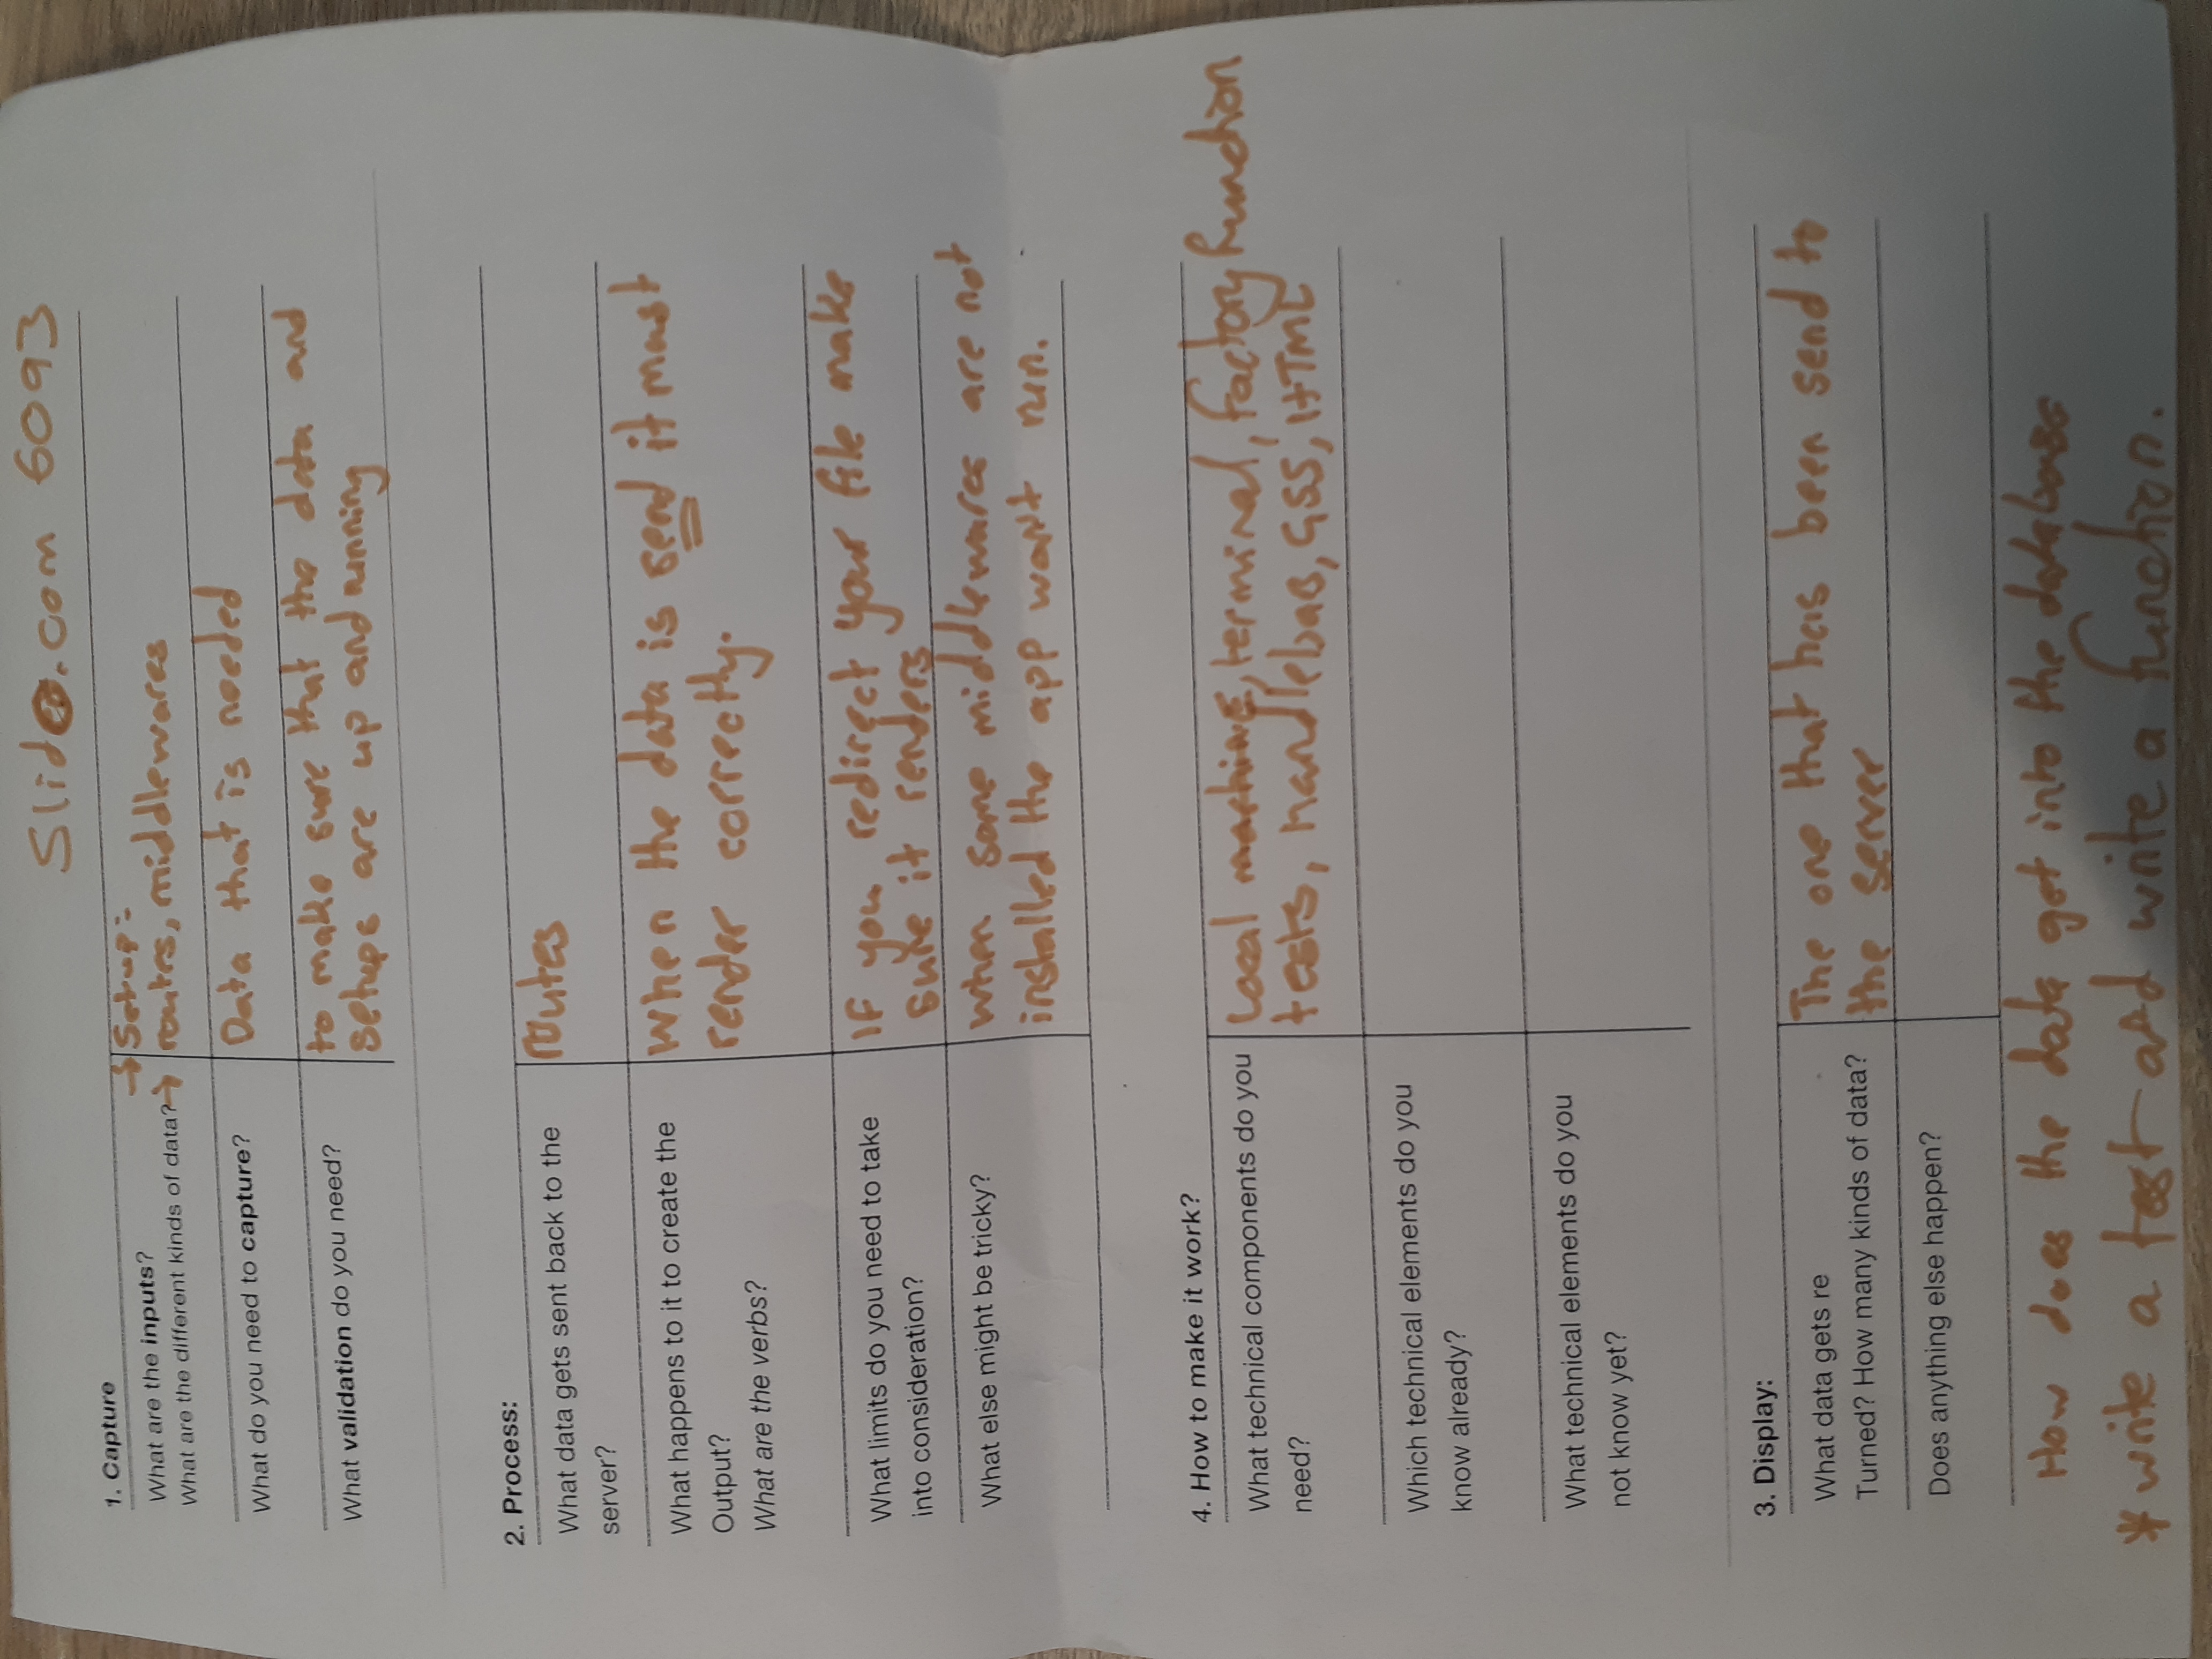 Slido.com 6093
1. Capture
What are the inputs?
What are the different kinds of data?
→ Setup:
→ routes, middlewares
What do you need to capture?
Data that is needed
What validation do you need?
to make sure that the data and
setups are up and running
2. Process:
What data gets sent back to the
server?
routes
What happens to it to create the
Output?
What are the verbs?
When the data is send it must
render correctly.
What limits do you need to take
into consideration?
If you redirect your file make
sure it renders
What else might be tricky?
when some middlewares are not
installed the app won't run.
4. How to make it work?
What technical components do you
need?
Local machine, terminal, factory function
tests, handlebars, CSS, HTML
Which technical elements do you
know already?
What technical elements do you
not know yet?
3. Display:
What data gets re
Turned? How many kinds of data?
The one that has been send to
the server
Does anything else happen?
How does the data get into the database
* write a test and write a function.